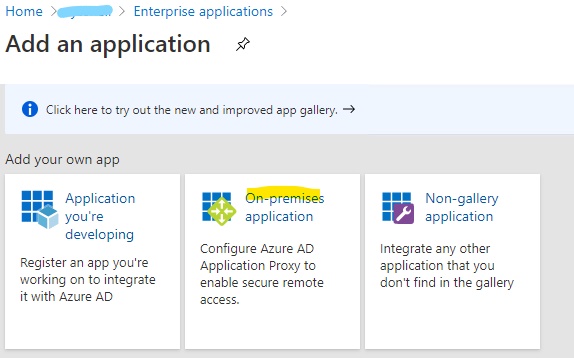 Home > Enterprise applications >
Add an application
Click here to try out the new and improved app gallery. →
Add your own app
Application
you're
developing
Register an app you're
working on to integrate
it with Azure AD
On-premises
application
Configure Azure AD
Application Proxy to
enable secure remote
access.
Non-gallery
application
Integrate any other
application that you
don't find in the gallery